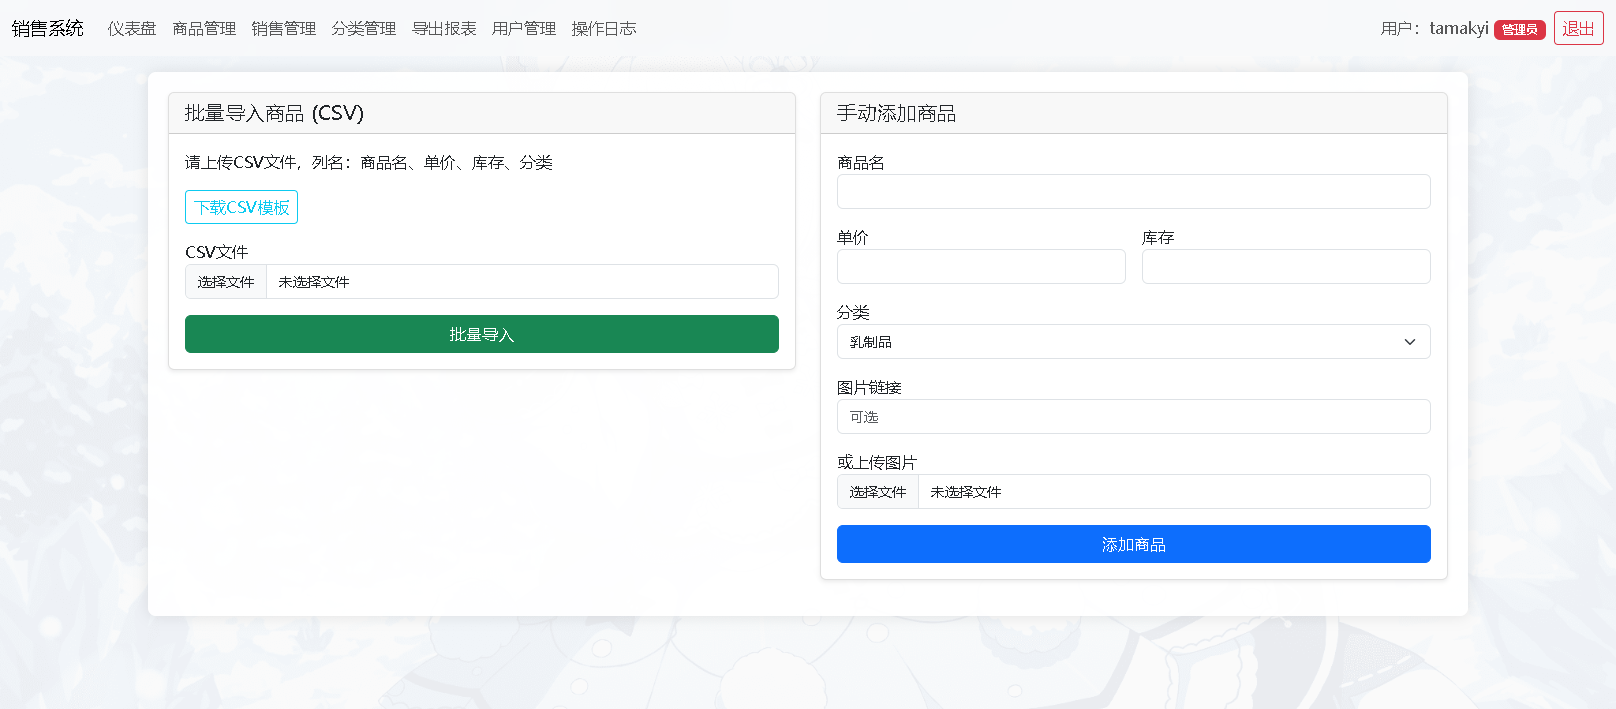 销售系统 仪表盘 商品管理 销售管理 分类管理 导出报表 用户管理 操作日志 用户：tamakyi 管理员 退出
批量导入商品 (CSV)
请上传CSV文件，列名：商品名、单价、库存、分类
下载CSV模板
CSV文件
选择文件 未选择文件
批量导入
手动添加商品
商品名
单价 库存
分类
乳制品
图片链接
可选
或上传图片
选择文件 未选择文件
添加商品